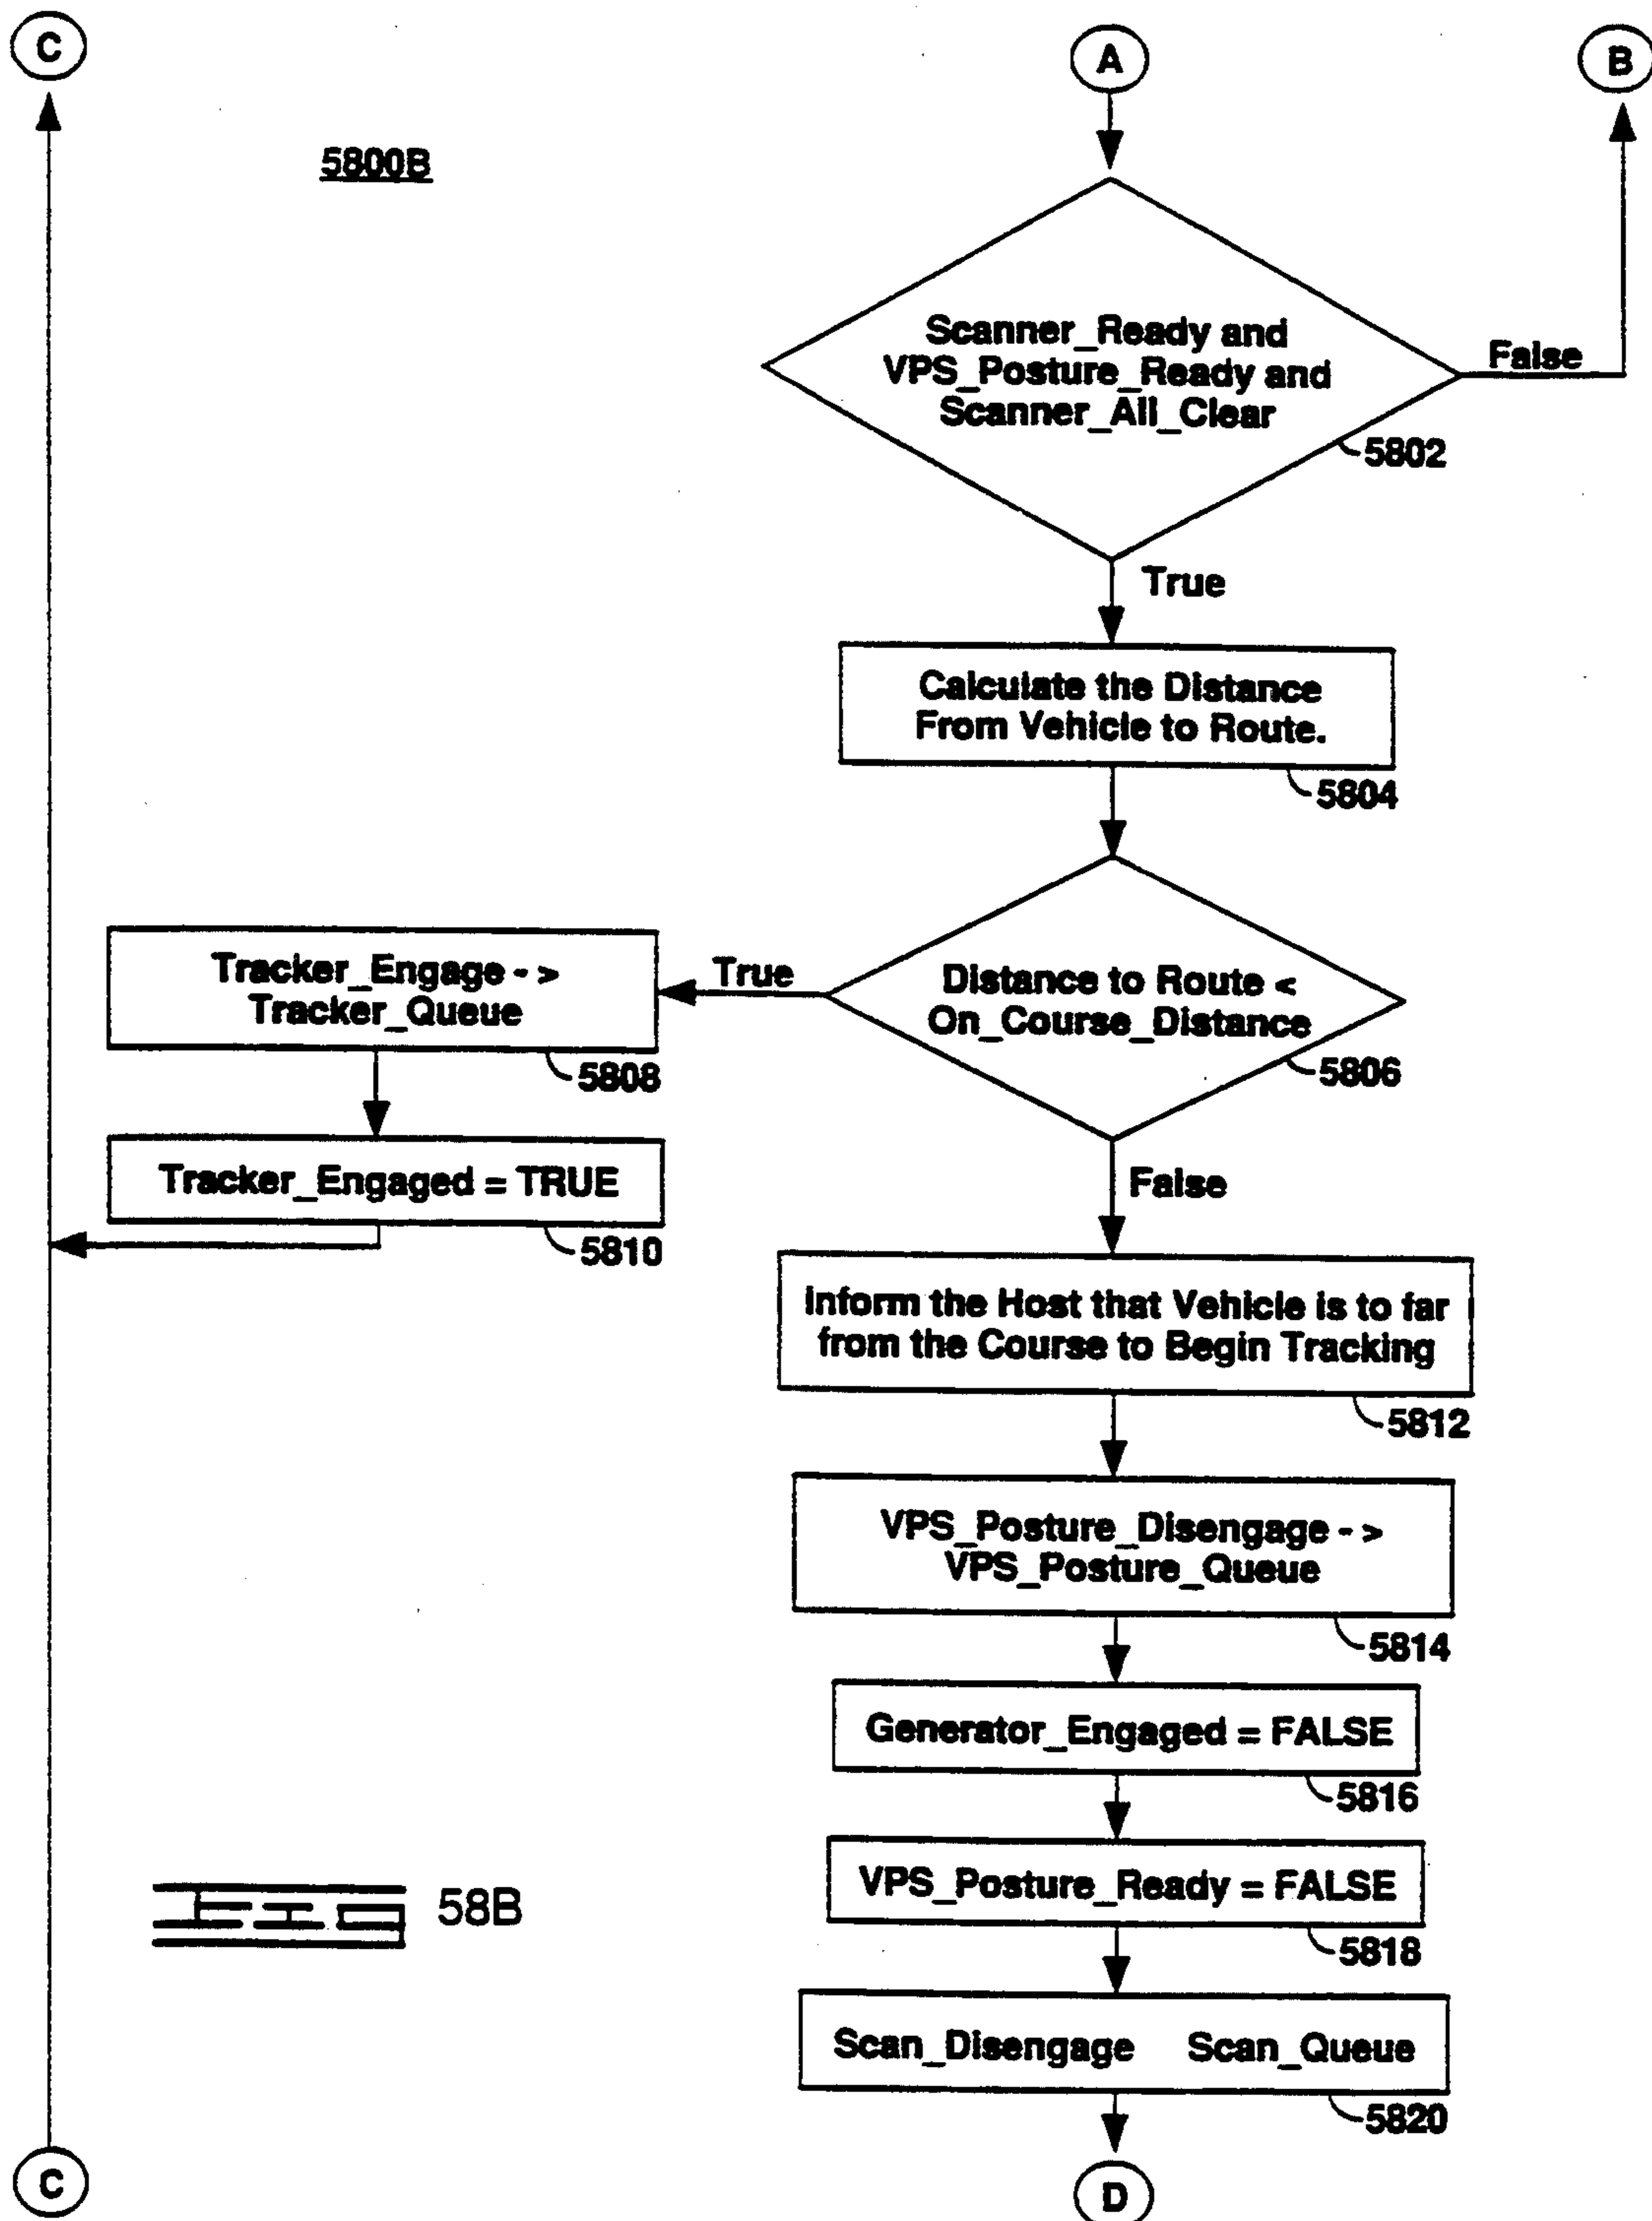 C
A
B
5800B
Scanner_Ready and
VPS_Posture_Ready and
Scanner_All_Clear
False
5802
True
Calculate the Distance
From Vehicle to Route.
5804
Distance to Route <
On_Course_Distance
5806
True
Tracker_Engage - >
Tracker_Queue
5808
Tracker_Engaged = TRUE
5810
False
Inform the Host that Vehicle is to far
from the Course to Begin Tracking
5812
VPS_Posture_Disengage - >
VPS_Posture_Queue
5814
Generator_Engaged = FALSE
5816
VPS_Posture_Ready = FALSE
5818
FIG 58B
Scan_Disengage Scan_Queue
5820
C
D